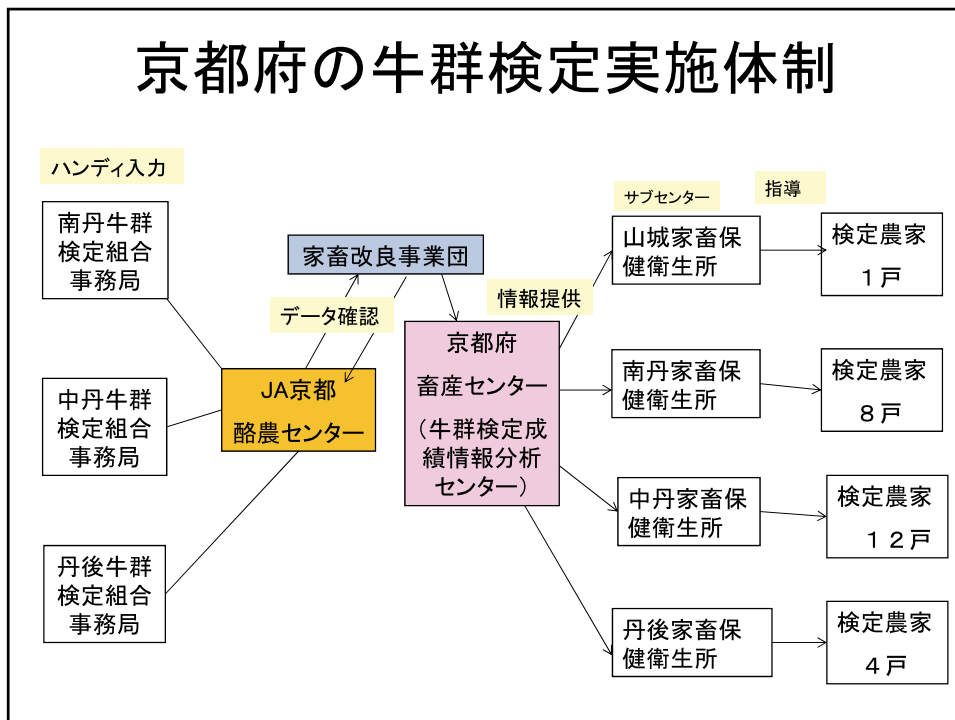 京都府の牛群検定実施体制
ハンディ入力
南丹牛群
検定組合
事務局
中丹牛群
検定組合
事務局
丹後牛群
検定組合
事務局
家畜改良事業団
データ確認
JA京都
酪農センター
情報提供
京都府
畜産センター
（牛群検定成
績情報分析
センター）
サブセンター
指導
山城家畜保
健衛生所
検定農家
１戸
南丹家畜保
健衛生所
検定農家
８戸
中丹家畜保
健衛生所
検定農家
１２戸
丹後家畜保
健衛生所
検定農家
４戸